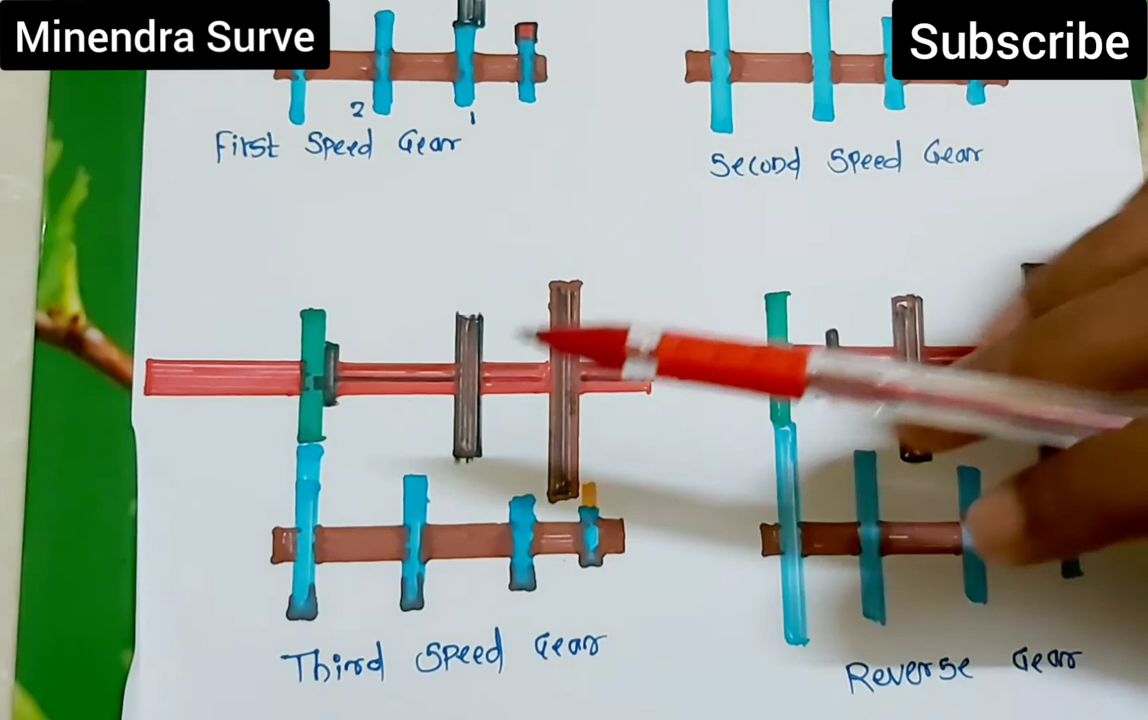 Minendra Surve
Subscribe
2
1
First Speed Gear
Second Speed Gear
Third Speed Gear
Reverse Gear